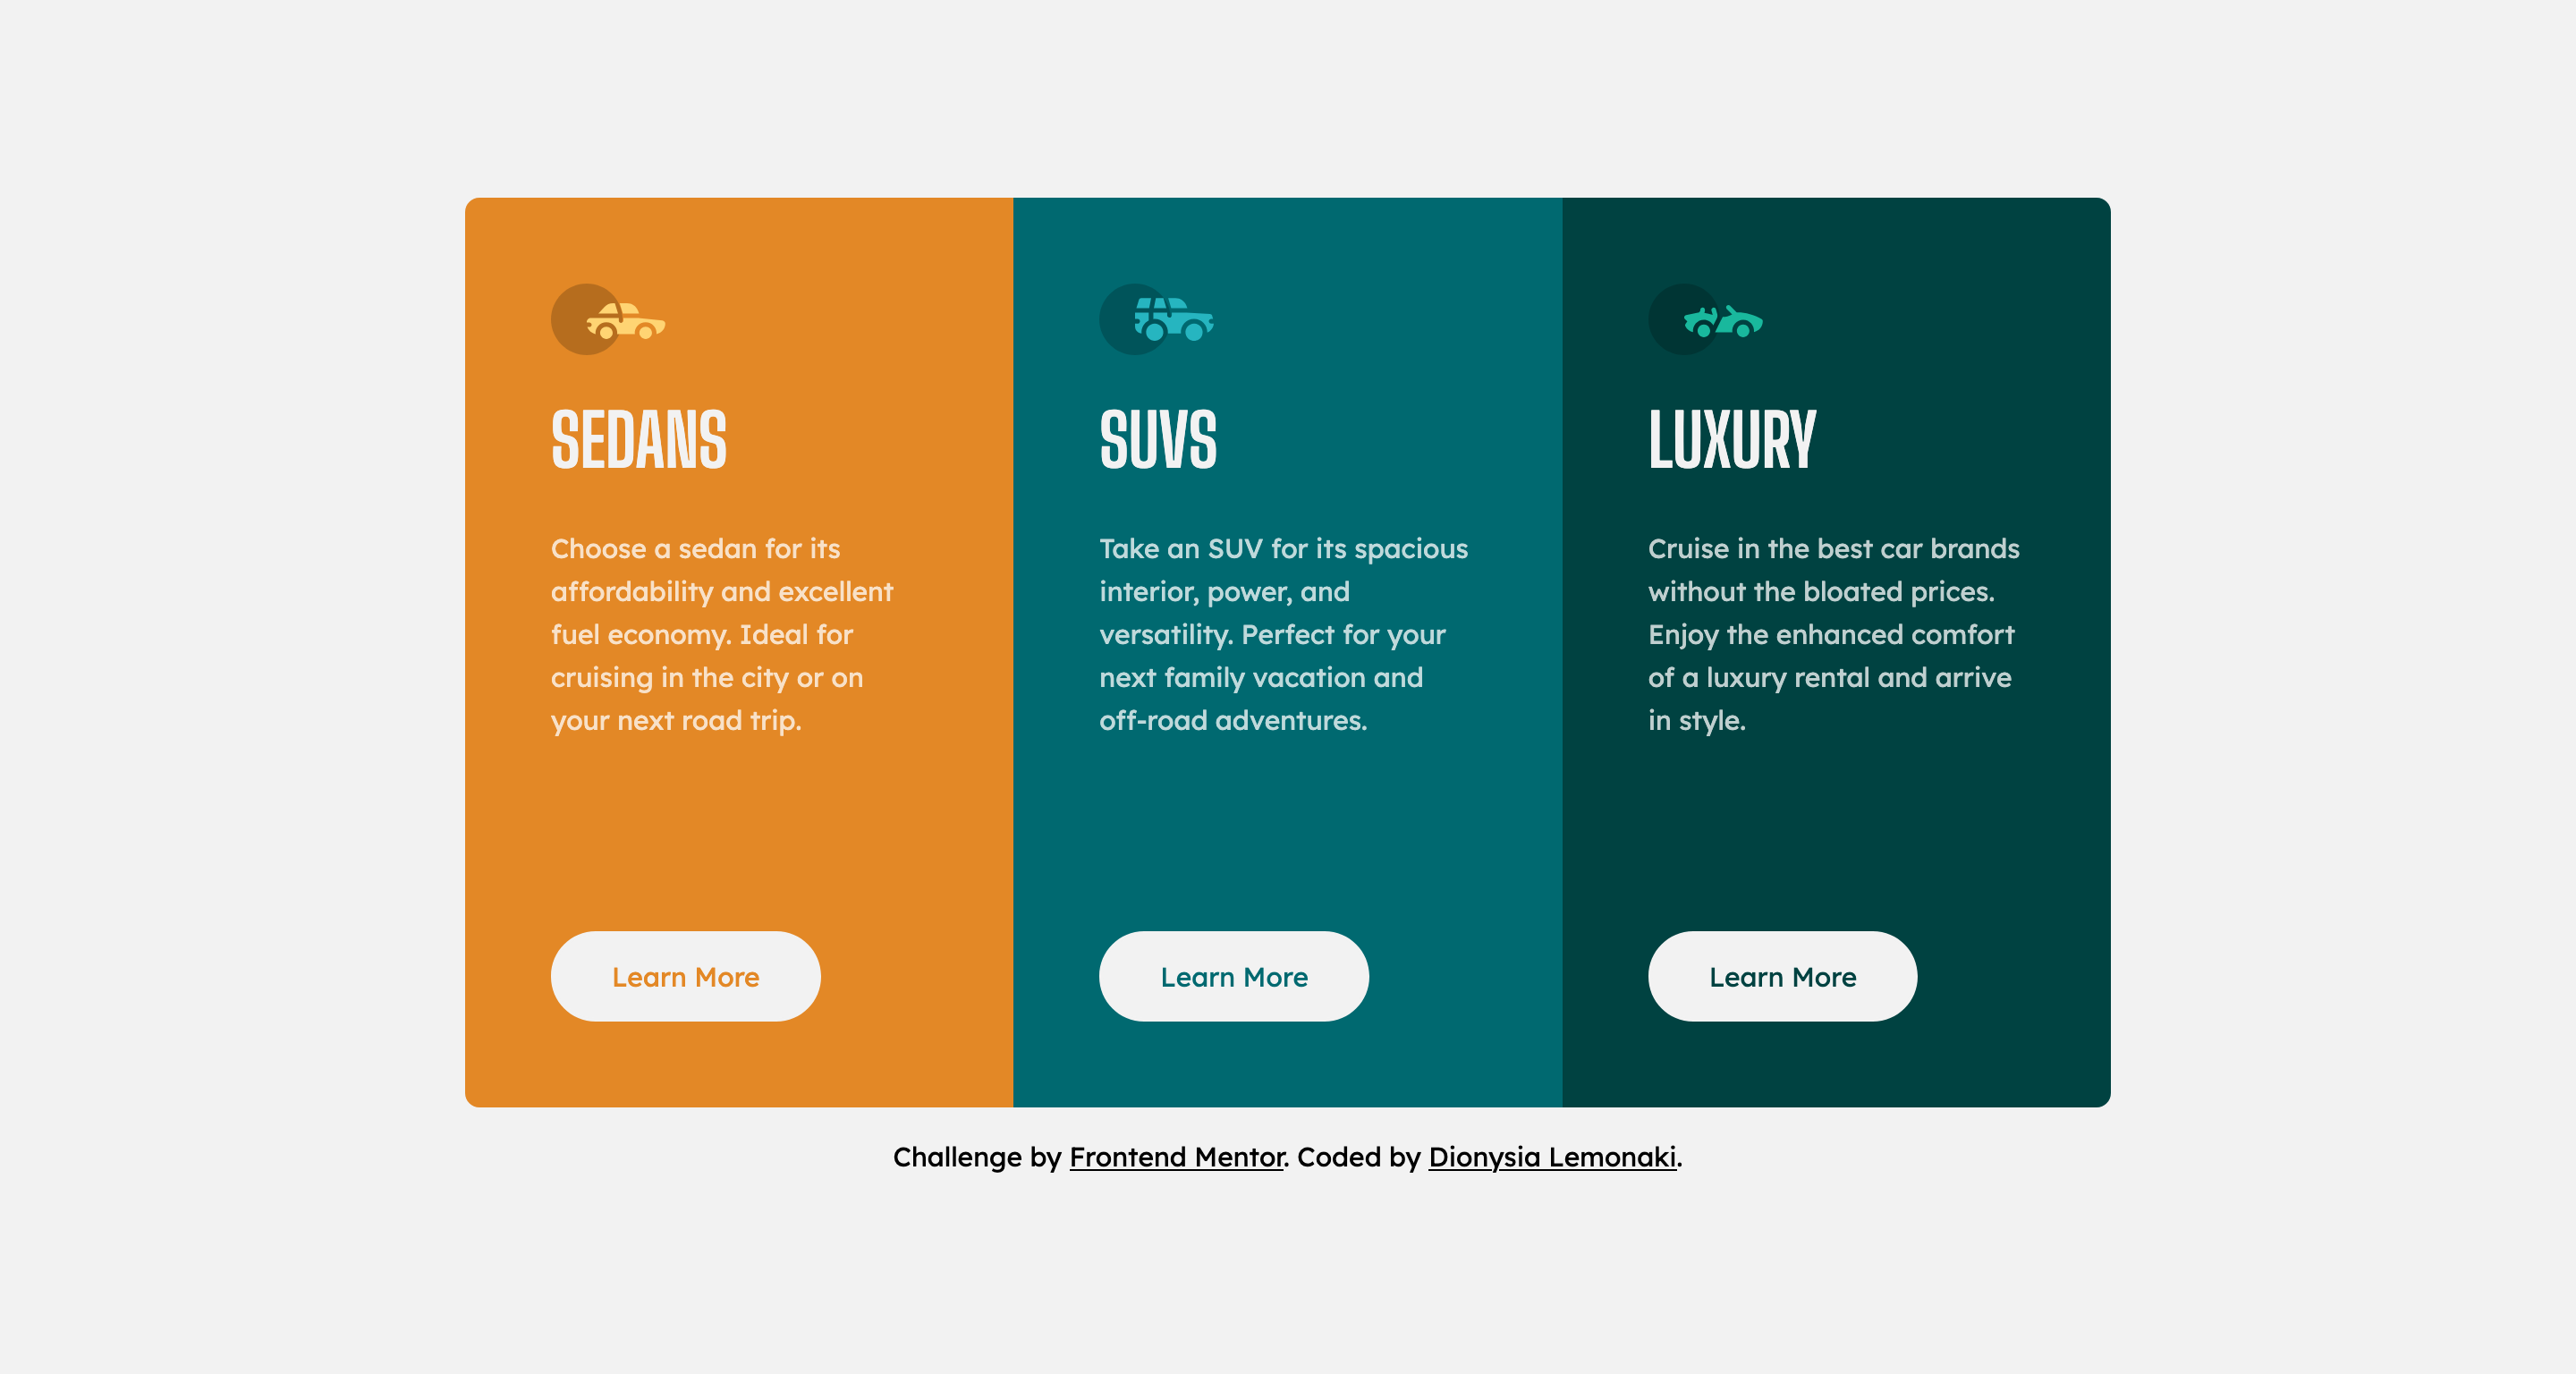 SEDANS
Choose a sedan for its
affordability and excellent
fuel economy. Ideal for
cruising in the city or on
your next road trip.
Learn More
SUVS
Take an SUV for its spacious
interior, power, and
versatility. Perfect for your
next family vacation and
off-road adventures.
Learn More
LUXURY
Cruise in the best car brands
without the bloated prices.
Enjoy the enhanced comfort
of a luxury rental and arrive
in style.
Learn More
Challenge by Frontend Mentor. Coded by Dionysia Lemonaki.